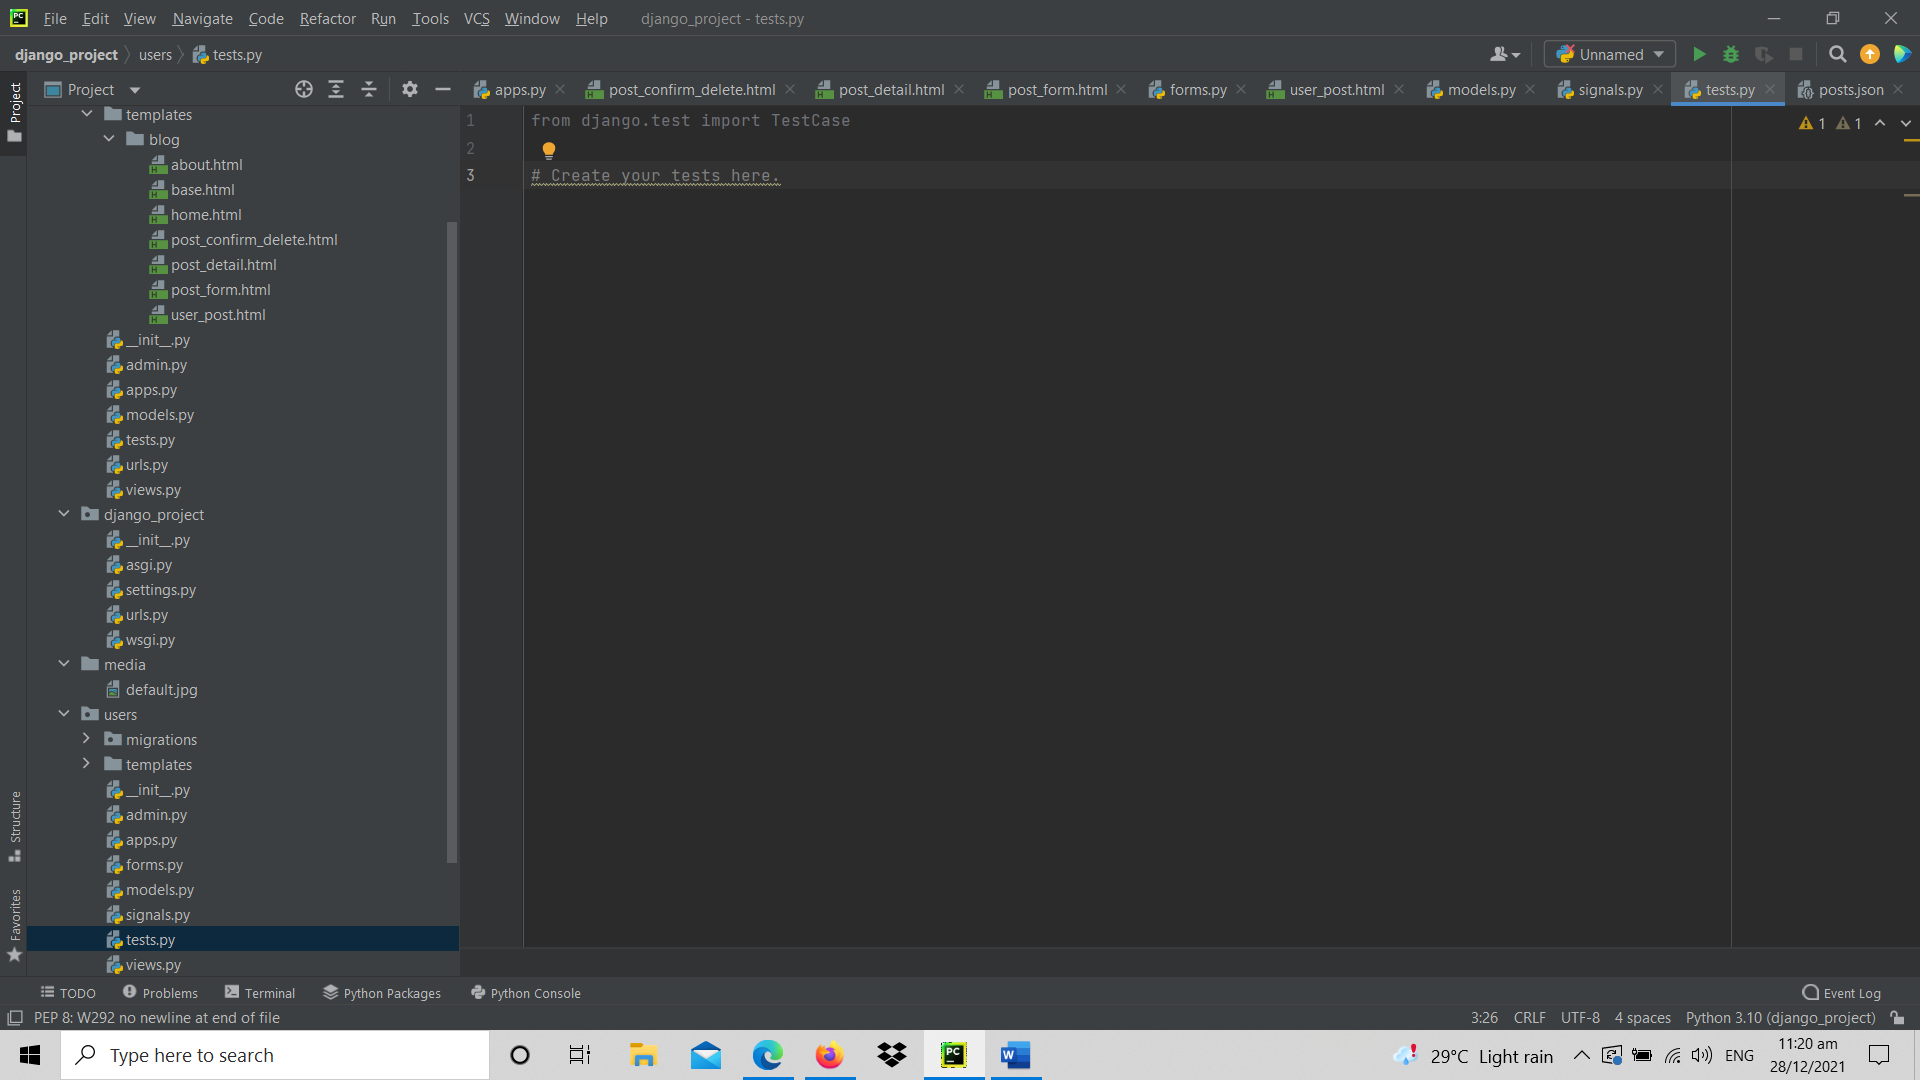 File Edit View Navigate Code Refactor Run Tools VCS Window Help django_project - tests.py
django_project users tests.py Unnamed
Project Project apps.py post_confirm_delete.html post_detail.html post_form.html forms.py user_post.html models.py signals.py tests.py posts.json
templates
blog
about.html
base.html
home.html
post_confirm_delete.html
post_detail.html
post_form.html
user_post.html
__init__.py
admin.py
apps.py
models.py
tests.py
urls.py
views.py
django_project
__init__.py
asgi.py
settings.py
urls.py
wsgi.py
media
default.jpg
users
migrations
templates
__init__.py
admin.py
apps.py
forms.py
models.py
signals.py
tests.py
views.py
1 from django.test import TestCase
2
3 # Create your tests here.
1 1
Structure
Favorites
TODO Problems Terminal Python Packages Python Console Event Log
PEP 8: W292 no newline at end of file 3:26 CRLF UTF-8 4 spaces Python 3.10 (django_project)
Type here to search 29°C Light rain ENG 11:20 am
28/12/2021